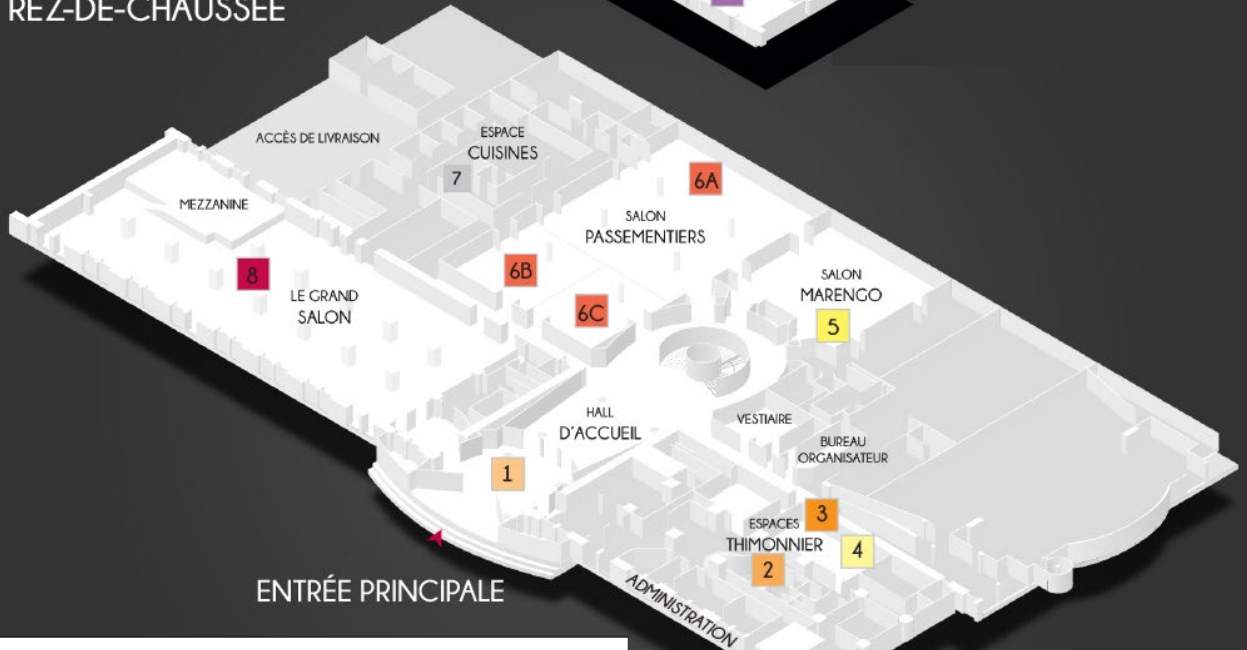 REZ-DE-CHAUSSÉE
ACCÈS DE LIVRAISON
ESPACE
CUISINES
7
6A
MEZZANINE
SALON
PASSEMENTIERS
8
6B
LE GRAND
SALON
6C
SALON
MARENGO
5
HALL
D'ACCUEIL
VESTIAIRE
BUREAU
ORGANISATEUR
1
3
ESPACES
THIMONNIER
4
2
ENTRÉE PRINCIPALE
ADMINISTRATION